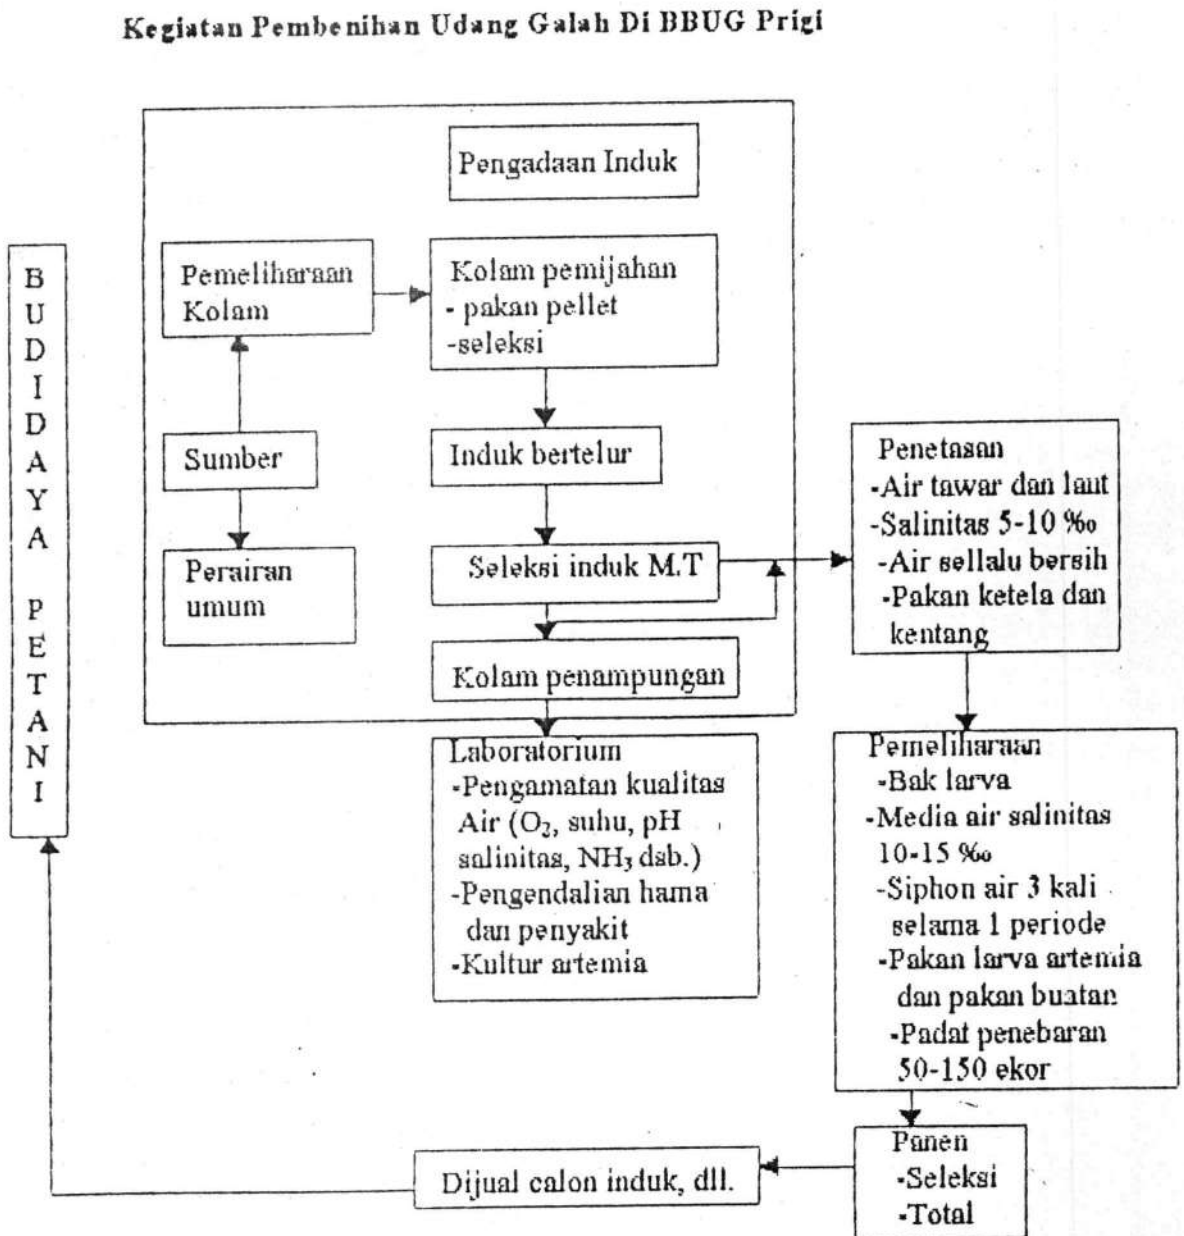 Kegiatan Pembenihan Udang Galah Di BBUG Prigi
Pengadaan Induk
BUDIDAYA PETANI
Pemeliharaan
Kolam
Kolam pemijahan
- pakan pellet
-seleksi
Sumber
Induk bertelur
Perairan
umum
Seleksi induk M.T
Kolam penampungan
Penetasan
-Air tawar dan laut
-Salinitas 5-10 ‰
-Air sellalu bersih
-Pakan ketela dan
kentang
Laboratorium
-Pengamatan kualitas
Air (O₂, suhu, pH
salinitas, NH₃ dsb.)
-Pengendalian hama
dan penyakit
-Kultur artemia
Pemeliharaan
-Bak larva
-Media air salinitas
10-15 ‰
-Siphon air 3 kali
selama 1 periode
-Pakan larva artemia
dan pakan buatan
-Padat penebaran
50-150 ekor
Panen
-Seleksi
-Total
Dijual calon induk, dll.